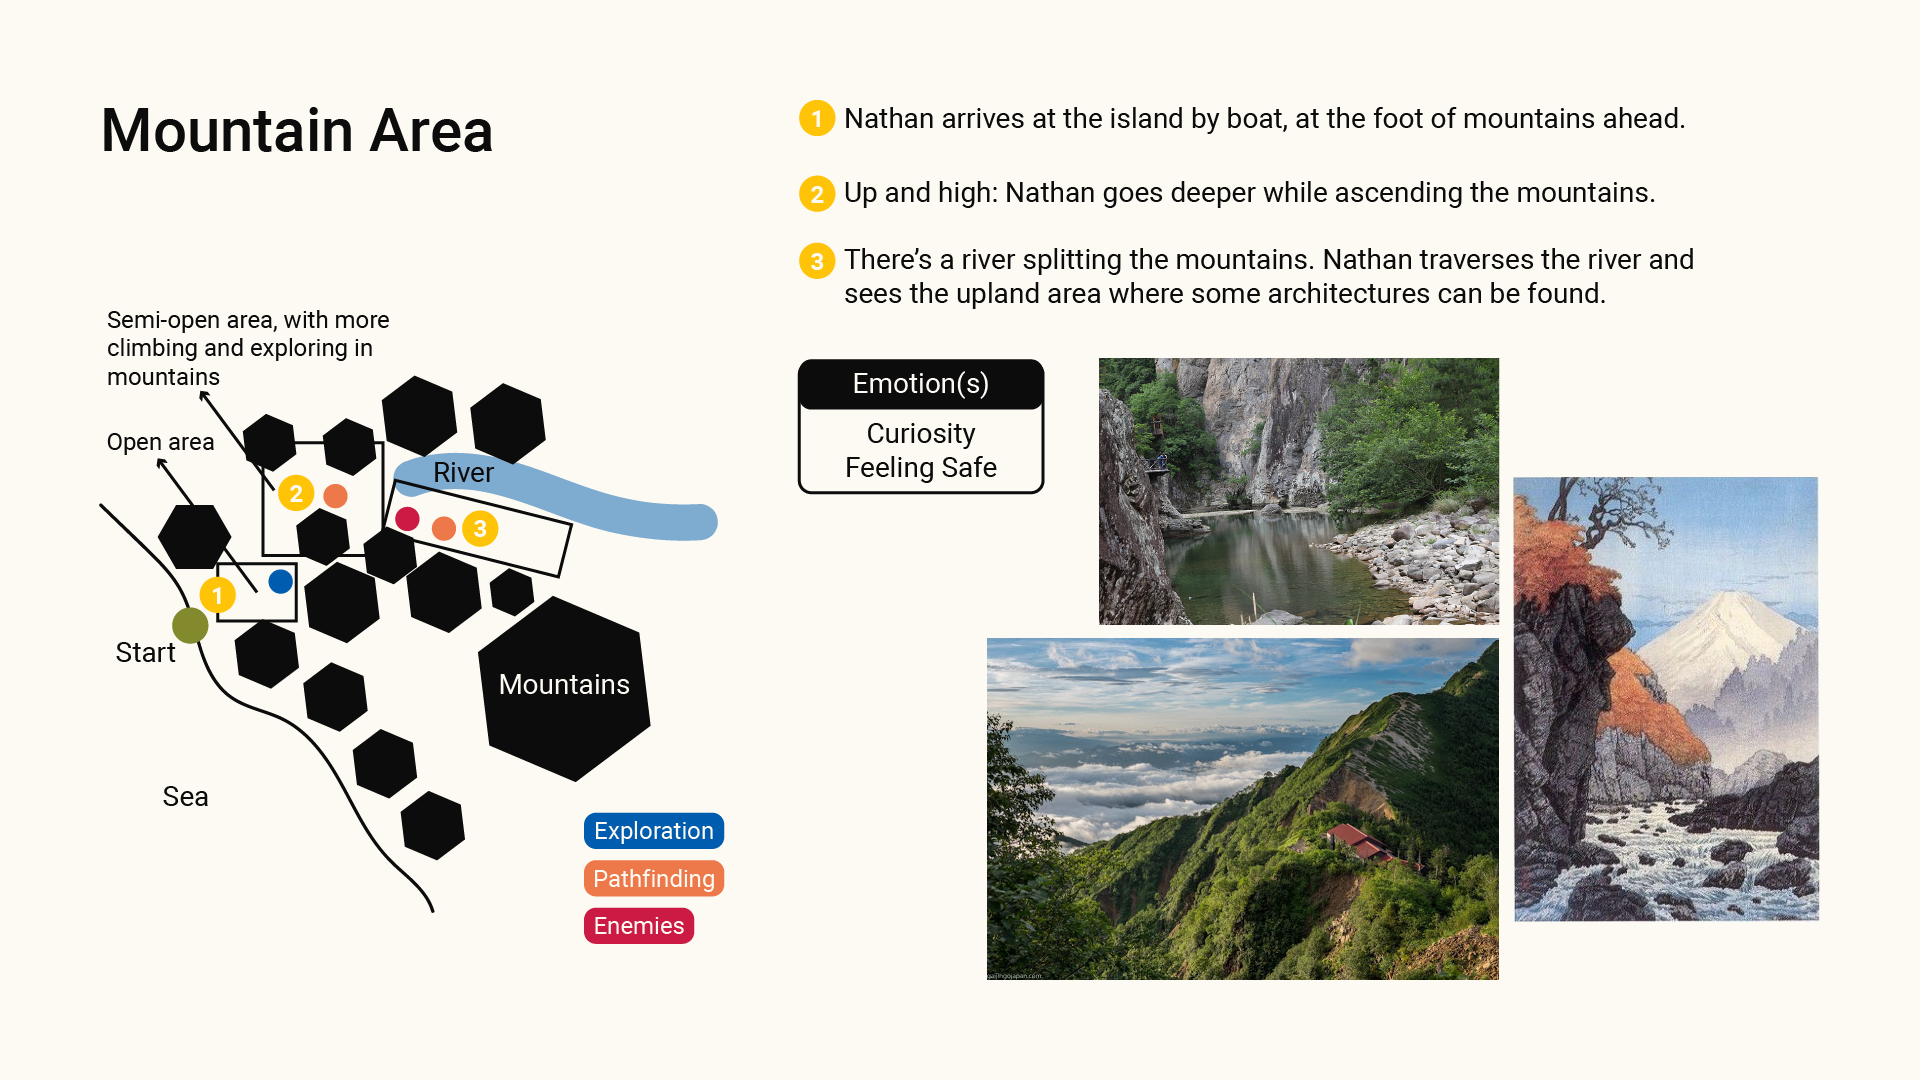 Mountain Area
1 Nathan arrives at the island by boat, at the foot of mountains ahead.
2 Up and high: Nathan goes deeper while ascending the mountains.
3 There’s a river splitting the mountains. Nathan traverses the river and
sees the upland area where some architectures can be found.
Semi-open area, with more
climbing and exploring in
mountains
Open area
2
River
3
1
Start
Mountains
Sea
Exploration
Pathfinding
Enemies
Emotion(s)
Curiosity
Feeling Safe